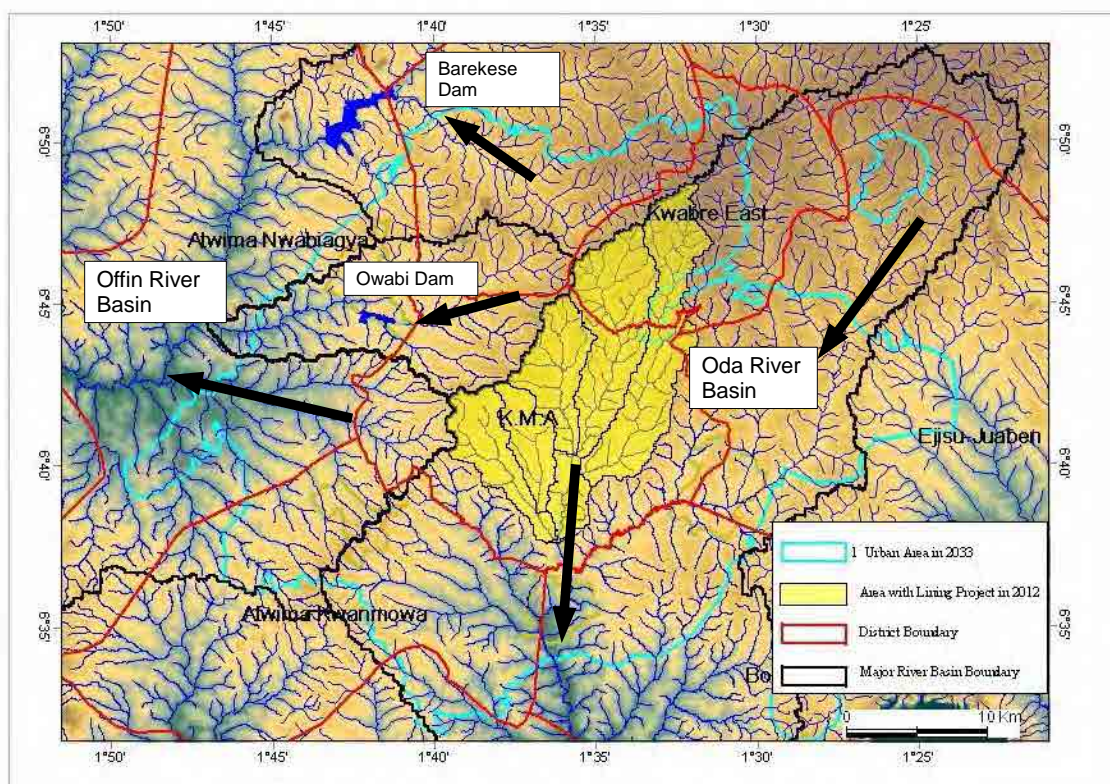 1°50' 1°45' 1°40' 1°35' 1°30' 1°25'
Barekese
Dam
6°50' 6°50'
Kwabre East
Atwima Nwabiagya
Offin River
Basin
Owabi Dam
6°45' 6°45'
Oda River
Basin
K.M.A
Ejisu-Juaben
6°40' 6°40'
1 Urban Area in 2033
Area with Lining Project in 2012
District Boundary
Major River Basin Boundary
Atwima Kwanmowa
6°35' 6°35'
Bo
0 10 Km
1°50' 1°45' 1°40' 1°35' 1°30' 1°25'